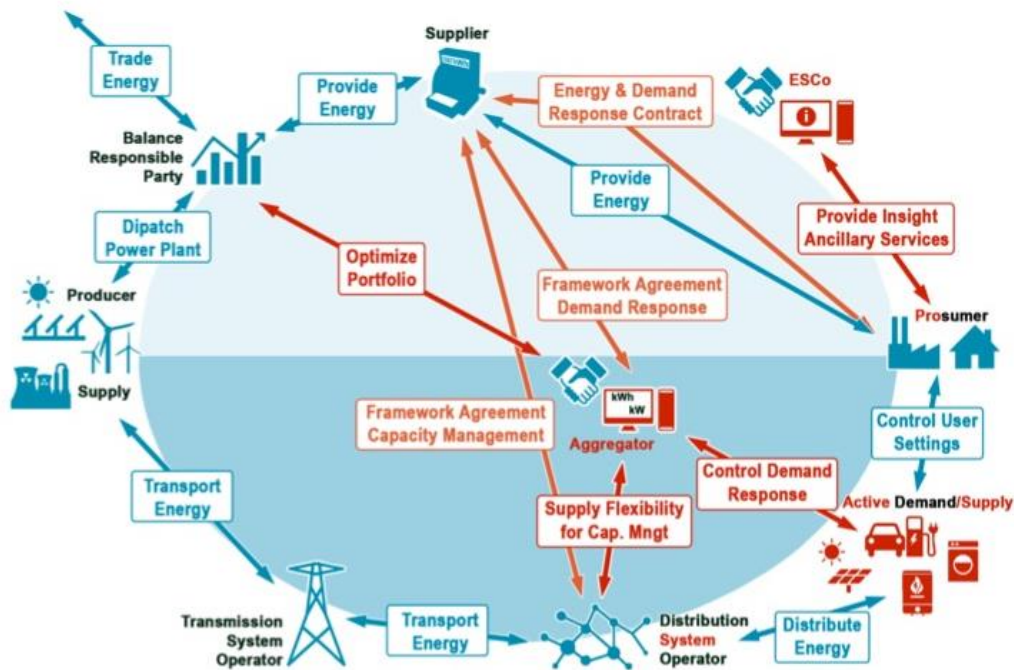 Supplier
Trade
Energy
Provide
Energy
Energy & Demand
Response Contract
ESCo
Balance
Responsible
Party
Provide
Energy
Provide Insight
Ancillary Services
Dipatch
Power Plant
Optimize
Portfolio
Framework Agreement
Demand Response
Producer
Prosumer
Supply
kWh
kW
Framework Agreement
Capacity Management
Aggregator
Control User
Settings
Control Demand
Response
Transport
Energy
Supply Flexibility
for Cap. Mngt
Active Demand/Supply
Transmission
System
Operator
Transport
Energy
Distribution
System
Operator
Distribute
Energy